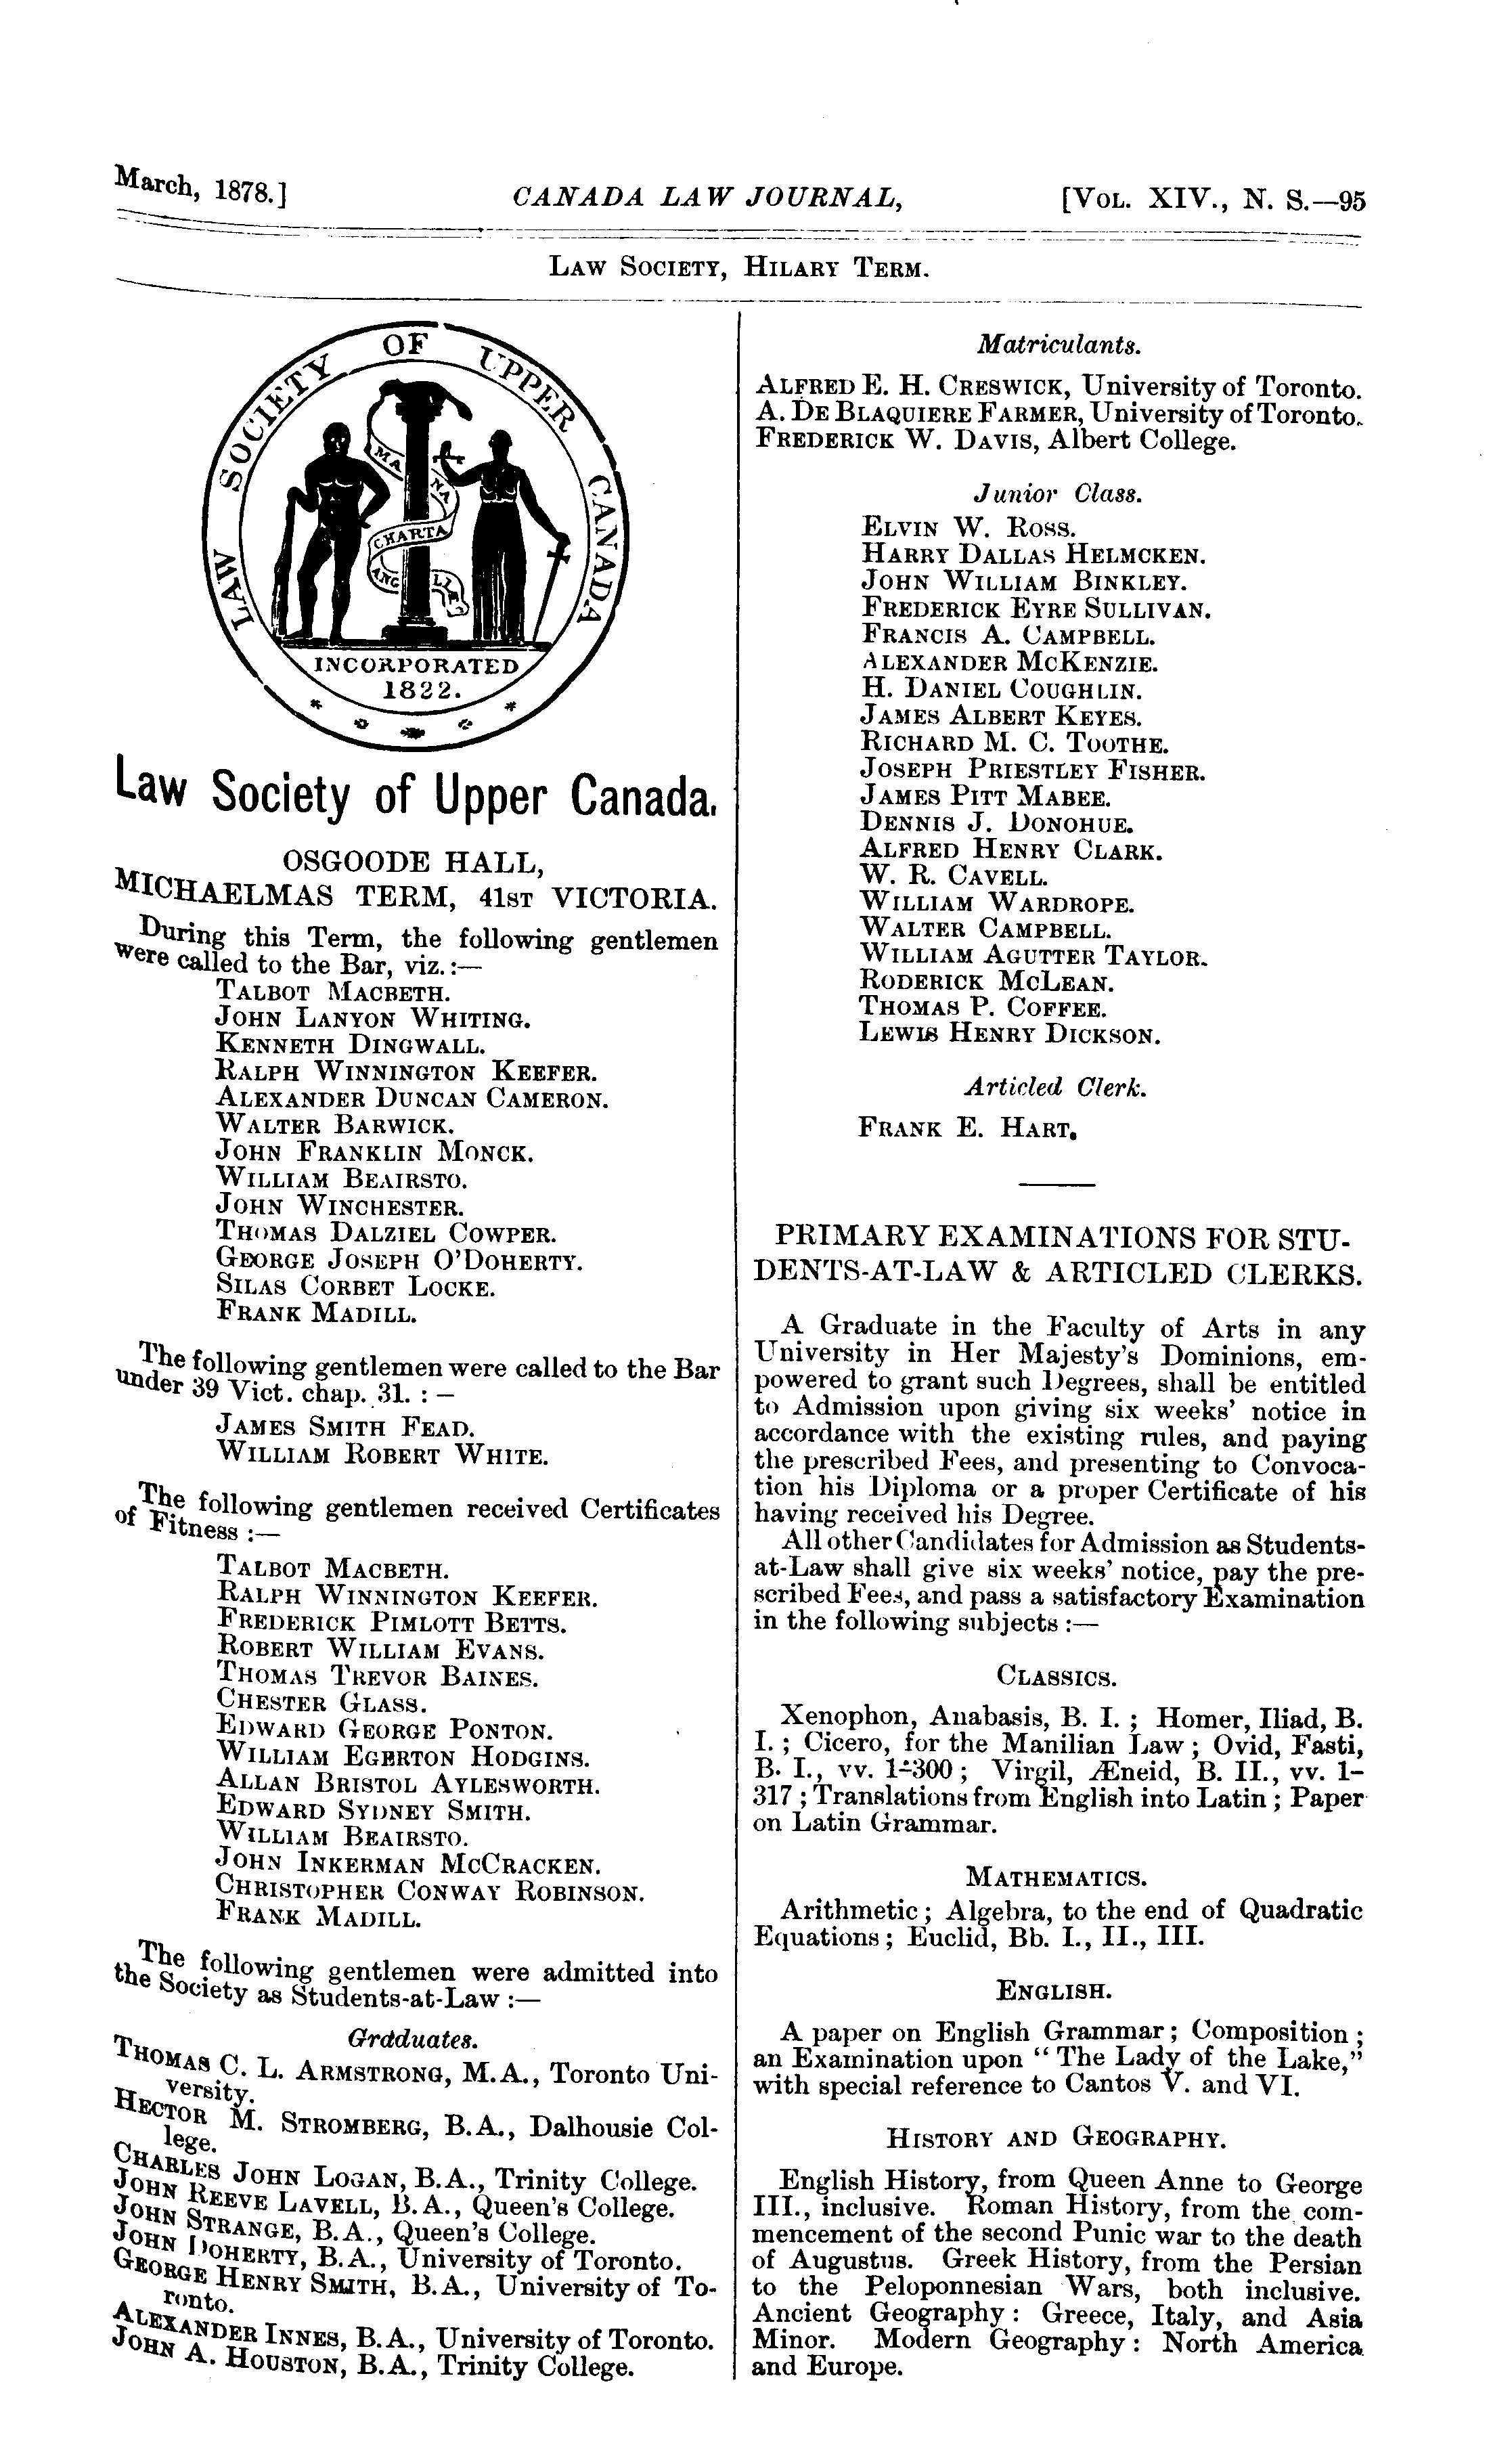 March, 1878.]
CANADA LAW JOURNAL,
[VOL. XIV., N. S.—95
LAW SOCIETY, HILARY TERM.
LAW SOCIETY OF UPPER CANADA
MAGNA
CHARTA
ANGLIÆ
INCORPORATED
1822.
Law Society of Upper Canada.
OSGOODE HALL,
MICHAELMAS TERM, 41ST VICTORIA.
During this Term, the following gentlemen
were called to the Bar, viz. :—
TALBOT MACBETH.
JOHN LANYON WHITING.
KENNETH DINGWALL.
RALPH WINNINGTON KEEFER.
ALEXANDER DUNCAN CAMERON.
WALTER BARWICK.
JOHN FRANKLIN MONCK.
WILLIAM BEAIRSTO.
JOHN WINCHESTER.
THOMAS DALZIEL COWPER.
GEORGE JOSEPH O'DOHERTY.
SILAS CORBET LOCKE.
FRANK MADILL.
The following gentlemen were called to the Bar
under 39 Vict. chap. 31. : –
JAMES SMITH FEAD.
WILLIAM ROBERT WHITE.
The following gentlemen received Certificates
of Fitness :—
TALBOT MACBETH.
RALPH WINNINGTON KEEFER.
FREDERICK PIMLOTT BETTS.
ROBERT WILLIAM EVANS.
THOMAS TREVOR BAINES.
CHESTER GLASS.
EDWARD GEORGE PONTON.
WILLIAM EGERTON HODGINS.
ALLAN BRISTOL AYLESWORTH.
EDWARD SYDNEY SMITH.
WILLIAM BEAIRSTO.
JOHN INKERMAN MCCRACKEN.
CHRISTOPHER CONWAY ROBINSON.
FRANK MADILL.
The following gentlemen were admitted into
the Society as Students-at-Law :—
Graduates.
THOMAS C. L. ARMSTRONG, M.A., Toronto Uni-
versity.
HECTOR M. STROMBERG, B.A., Dalhousie Col-
lege.
CHARLES JOHN LOGAN, B.A., Trinity College.
JOHN REEVE LAVELL, B.A., Queen's College.
JOHN STRANGE, B.A., Queen's College.
JOHN DOHERTY, B.A., University of Toronto.
GEORGE HENRY SMITH, B.A., University of To-
ronto.
ALEXANDER INNES, B.A., University of Toronto.
JOHN A. HOUSTON, B.A., Trinity College.
Matriculants.
ALFRED E. H. CRESWICK, University of Toronto.
A. DE BLAQUIERE FARMER, University of Toronto.
FREDERICK W. DAVIS, Albert College.
Junior Class.
ELVIN W. ROSS.
HARRY DALLAS HELMCKEN.
JOHN WILLIAM BINKLEY.
FREDERICK EYRE SULLIVAN.
FRANCIS A. CAMPBELL.
ALEXANDER MCKENZIE.
H. DANIEL COUGHLIN.
JAMES ALBERT KEYES.
RICHARD M. C. TOOTHE.
JOSEPH PRIESTLEY FISHER.
JAMES PITT MABEE.
DENNIS J. DONOHUE.
ALFRED HENRY CLARK.
W. R. CAVELL.
WILLIAM WARDROPE.
WALTER CAMPBELL.
WILLIAM AGUTTER TAYLOR.
RODERICK MCLEAN.
THOMAS P. COFFEE.
LEWIS HENRY DICKSON.
Articled Clerk.
FRANK E. HART.
PRIMARY EXAMINATIONS FOR STU-
DENTS-AT-LAW & ARTICLED CLERKS.
A Graduate in the Faculty of Arts in any
University in Her Majesty's Dominions, em-
powered to grant such Degrees, shall be entitled
to Admission upon giving six weeks' notice in
accordance with the existing rules, and paying
the prescribed Fees, and presenting to Convoca-
tion his Diploma or a proper Certificate of his
having received his Degree.
All other Candidates for Admission as Students-
at-Law shall give six weeks' notice, pay the pre-
scribed Fees, and pass a satisfactory Examination
in the following subjects :—
CLASSICS.
Xenophon, Anabasis, B. I. ; Homer, Iliad, B.
I. ; Cicero, for the Manilian Law ; Ovid, Fasti,
B. I., vv. 1–300 ; Virgil, Æneid, B. II., vv. 1–
317 ; Translations from English into Latin ; Paper
on Latin Grammar.
MATHEMATICS.
Arithmetic ; Algebra, to the end of Quadratic
Equations ; Euclid, Bb. I., II., III.
ENGLISH.
A paper on English Grammar ; Composition ;
an Examination upon "The Lady of the Lake,"
with special reference to Cantos V. and VI.
HISTORY AND GEOGRAPHY.
English History, from Queen Anne to George
III., inclusive. Roman History, from the com-
mencement of the second Punic war to the death
of Augustus. Greek History, from the Persian
to the Peloponnesian Wars, both inclusive.
Ancient Geography : Greece, Italy, and Asia
Minor. Modern Geography : North America
and Europe.